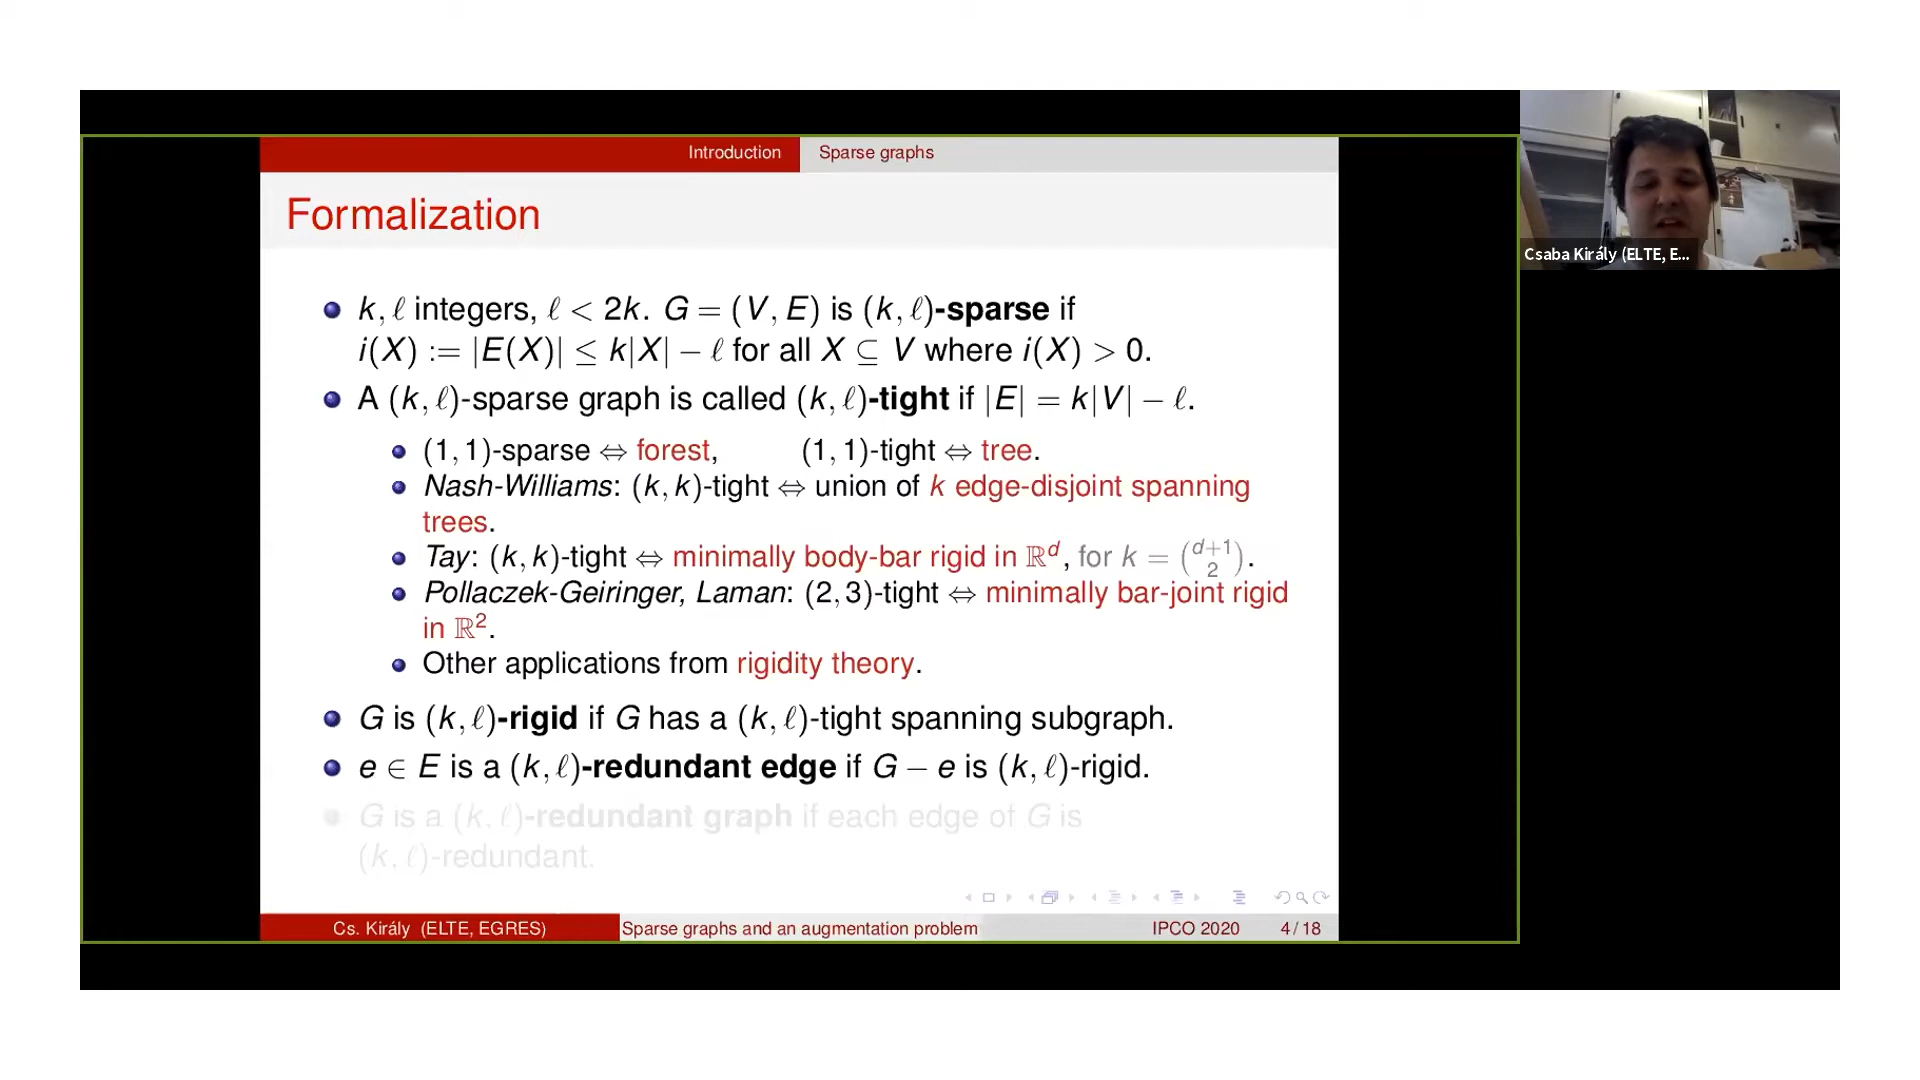 Introduction Sparse graphs
Formalization
k, ℓ integers, ℓ < 2k. G = (V, E) is (k, ℓ)-sparse if
i(X) := |E(X)| ≤ k|X| − ℓ for all X ⊆ V where i(X) > 0.
A (k, ℓ)-sparse graph is called (k, ℓ)-tight if |E| = k|V| − ℓ.
(1, 1)-sparse ⇔ forest, (1, 1)-tight ⇔ tree.
Nash-Williams: (k, k)-tight ⇔ union of k edge-disjoint spanning
trees.
Tay: (k, k)-tight ⇔ minimally body-bar rigid in ℝᵈ, for k = (d+1 2).
Pollaczek-Geiringer, Laman: (2, 3)-tight ⇔ minimally bar-joint rigid
in ℝ².
Other applications from rigidity theory.
G is (k, ℓ)-rigid if G has a (k, ℓ)-tight spanning subgraph.
e ∈ E is a (k, ℓ)-redundant edge if G − e is (k, ℓ)-rigid.
G is a (k, ℓ)-redundant graph if each edge of G is
(k, ℓ)-redundant.
Cs. Király (ELTE, EGRES) Sparse graphs and an augmentation problem IPCO 2020 4 / 18
Csaba Király (ELTE, E...